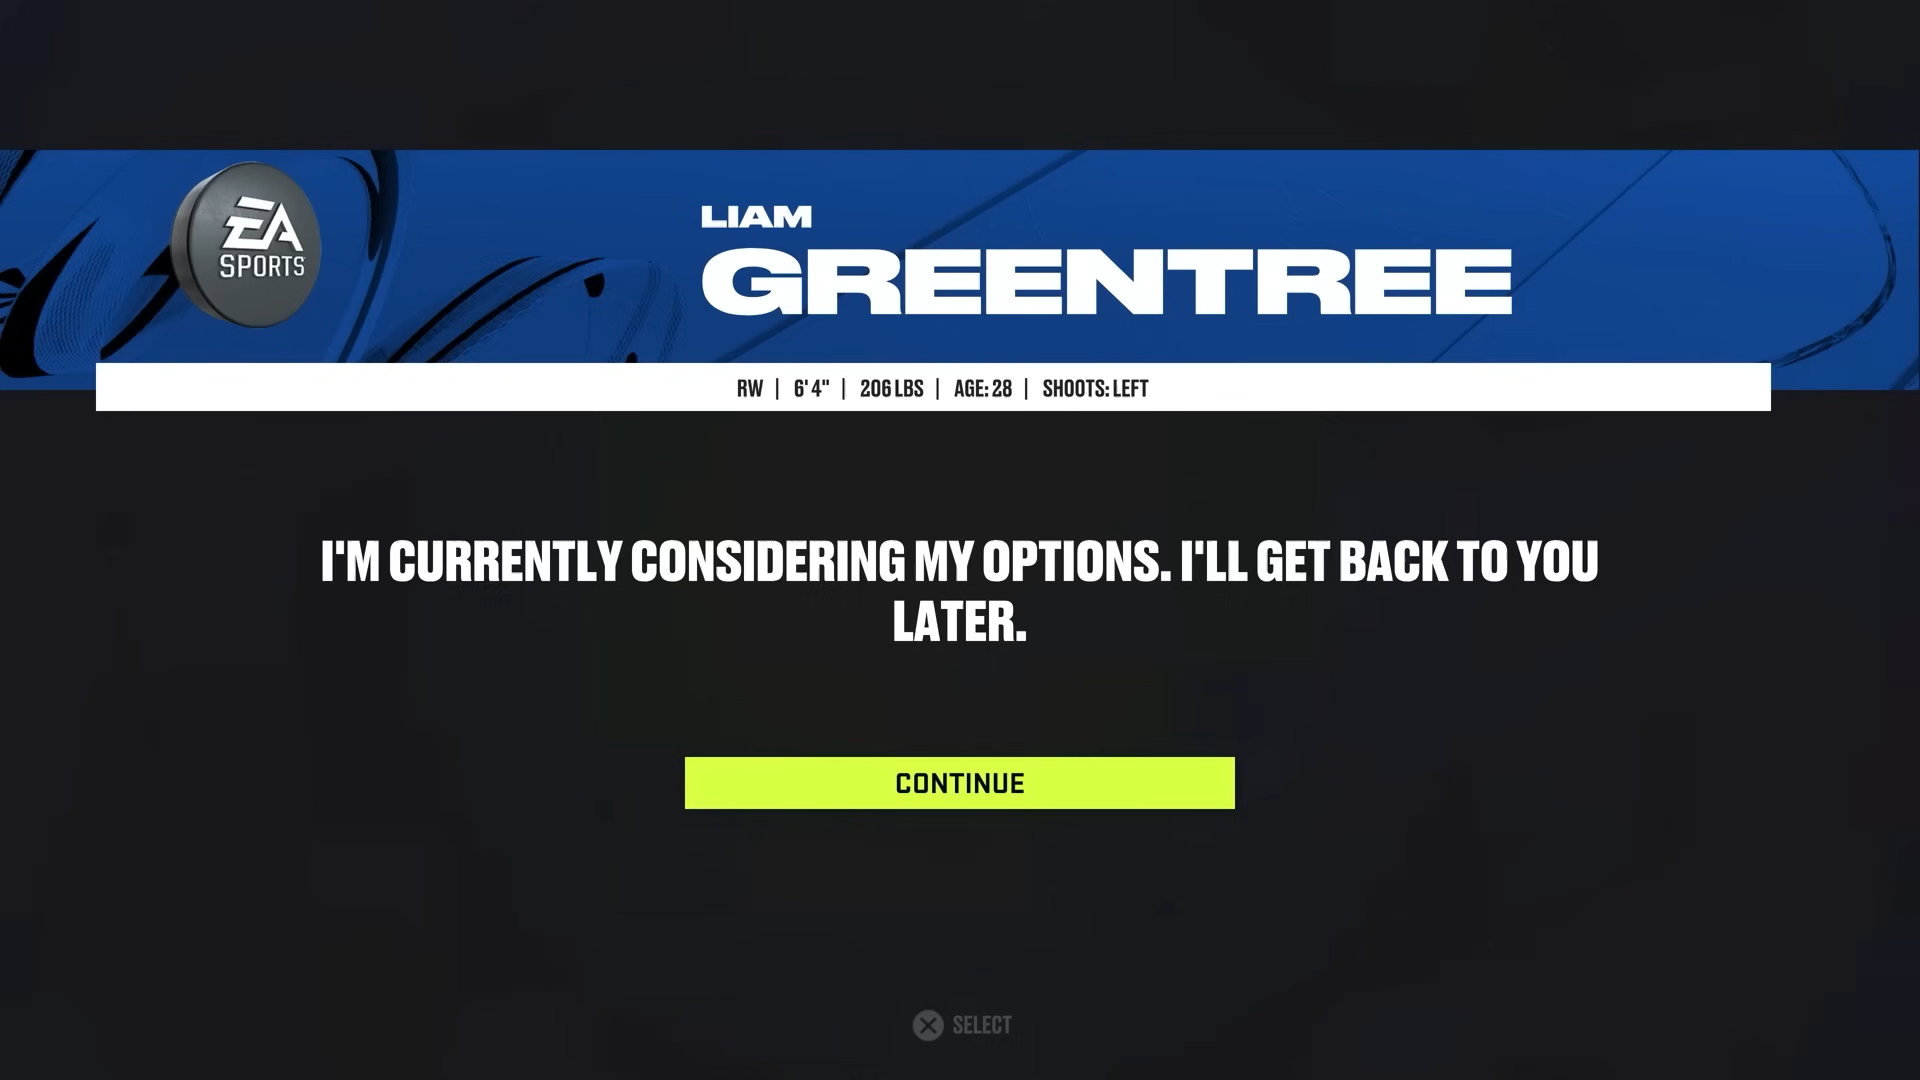 EA
SPORTS
LIAM
GREENTREE
RW | 6' 4" | 206 LBS | AGE: 28 | SHOOTS: LEFT
I'M CURRENTLY CONSIDERING MY OPTIONS. I'LL GET BACK TO YOU
LATER.
CONTINUE
SELECT